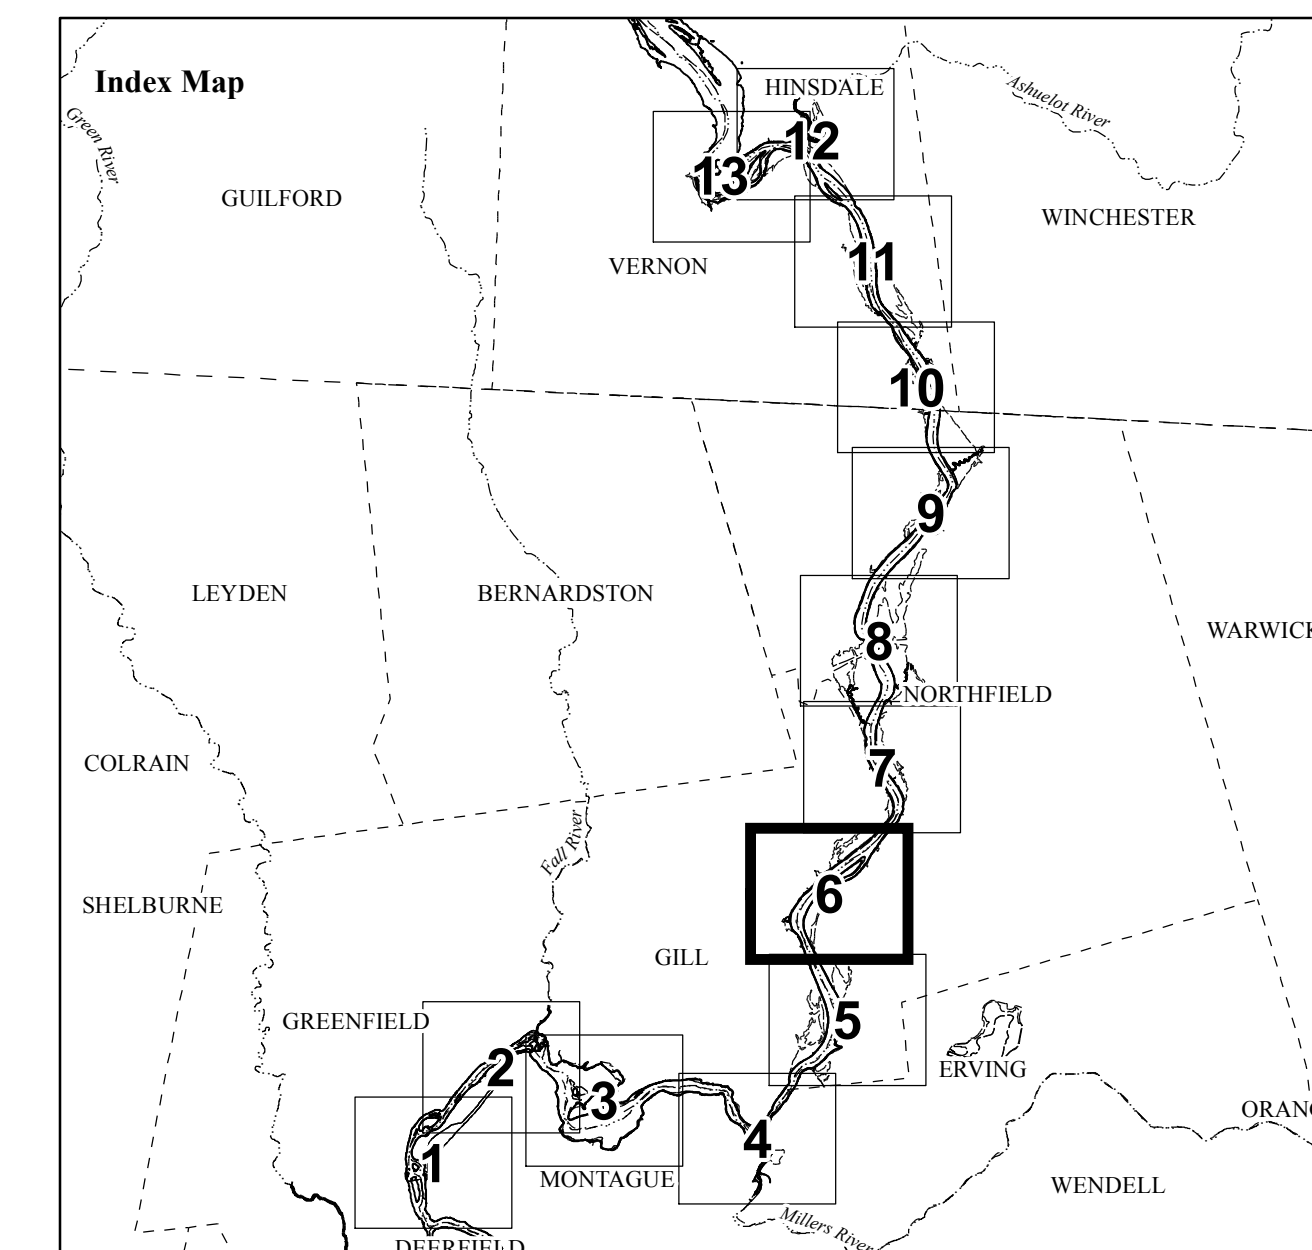 HINSDALE
Index Map
Ashuelot River
Green River
12
13
GUILFORD
WINCHESTER
VERNON
11
10
9
LEYDEN
BERNARDSTON
WARWICK
8
NORTHFIELD
COLRAIN
7
Fall River
6
SHELBURNE
GILL
GREENFIELD
5
2
ERVING
3
ORANG
4
1
MONTAGUE
WENDELL
Millers River
DEERFIELD